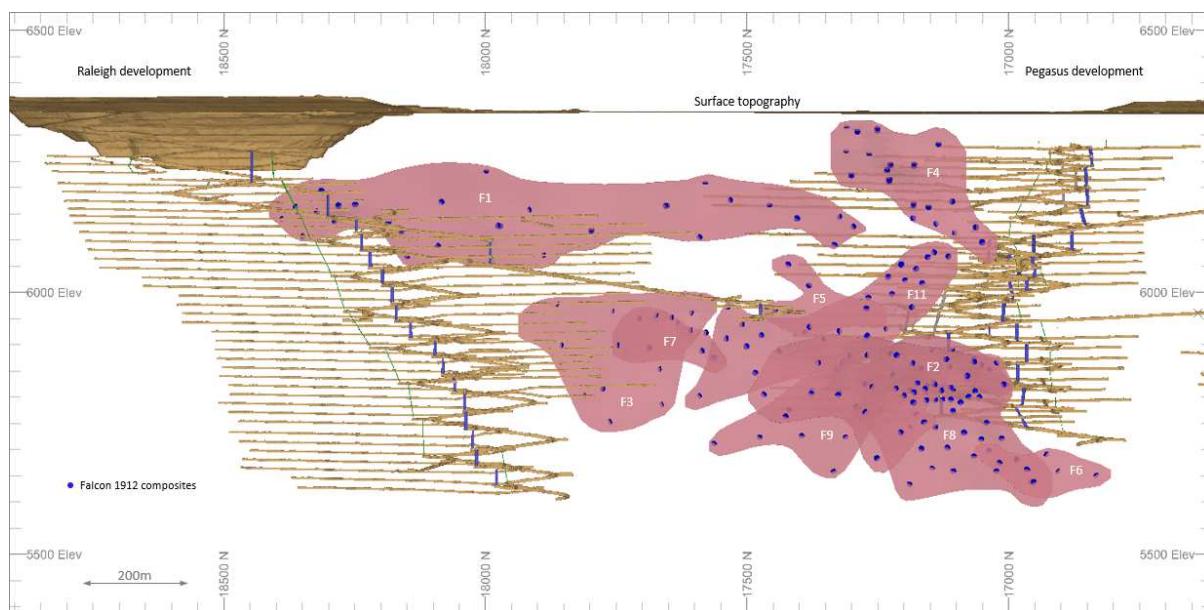 6500 Elev
18500 N
18000 N
17500 N
17000 N
6500 Elev
Raleigh development
Pegasus development
Surface topography
F4
F1
6000 Elev
F5
F11
6000 Elev
F7
F2
F3
F9
F8
F6
Falcon 1912 composites
5500 Elev
200m
18500 N
18000 N
17500 N
17000 N
5500 Elev